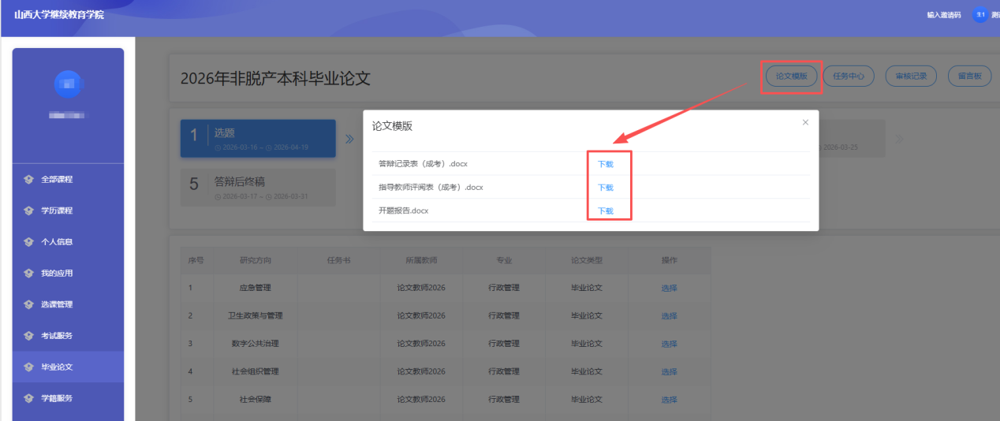 山西大学继续教育学院
输入邀请码
生1
全部课程
学历课程
个人信息
我的应用
选课管理
考试服务
毕业论文
学籍服务
2026年非脱产本科毕业论文
论文模版
任务中心
审核记录
留言板
1 选题
2026-03-16 ~ 2026-04-19
2026-03-25
5 答辩后终稿
2026-03-17 ~ 2026-03-31
论文模版
×
答辩记录表（成考）.docx 下载
指导教师评阅表（成考）.docx 下载
开题报告.docx 下载
序号 研究方向 任务书 所属教师 专业 论文类型 操作
1 应急管理 论文教师2026 行政管理 毕业论文 选择
2 卫生政策与管理 论文教师2026 行政管理 毕业论文 选择
3 数字公共治理 论文教师2026 行政管理 毕业论文 选择
4 社会组织管理 论文教师2026 行政管理 毕业论文 选择
5 社会保障 论文教师2026 行政管理 毕业论文 选择